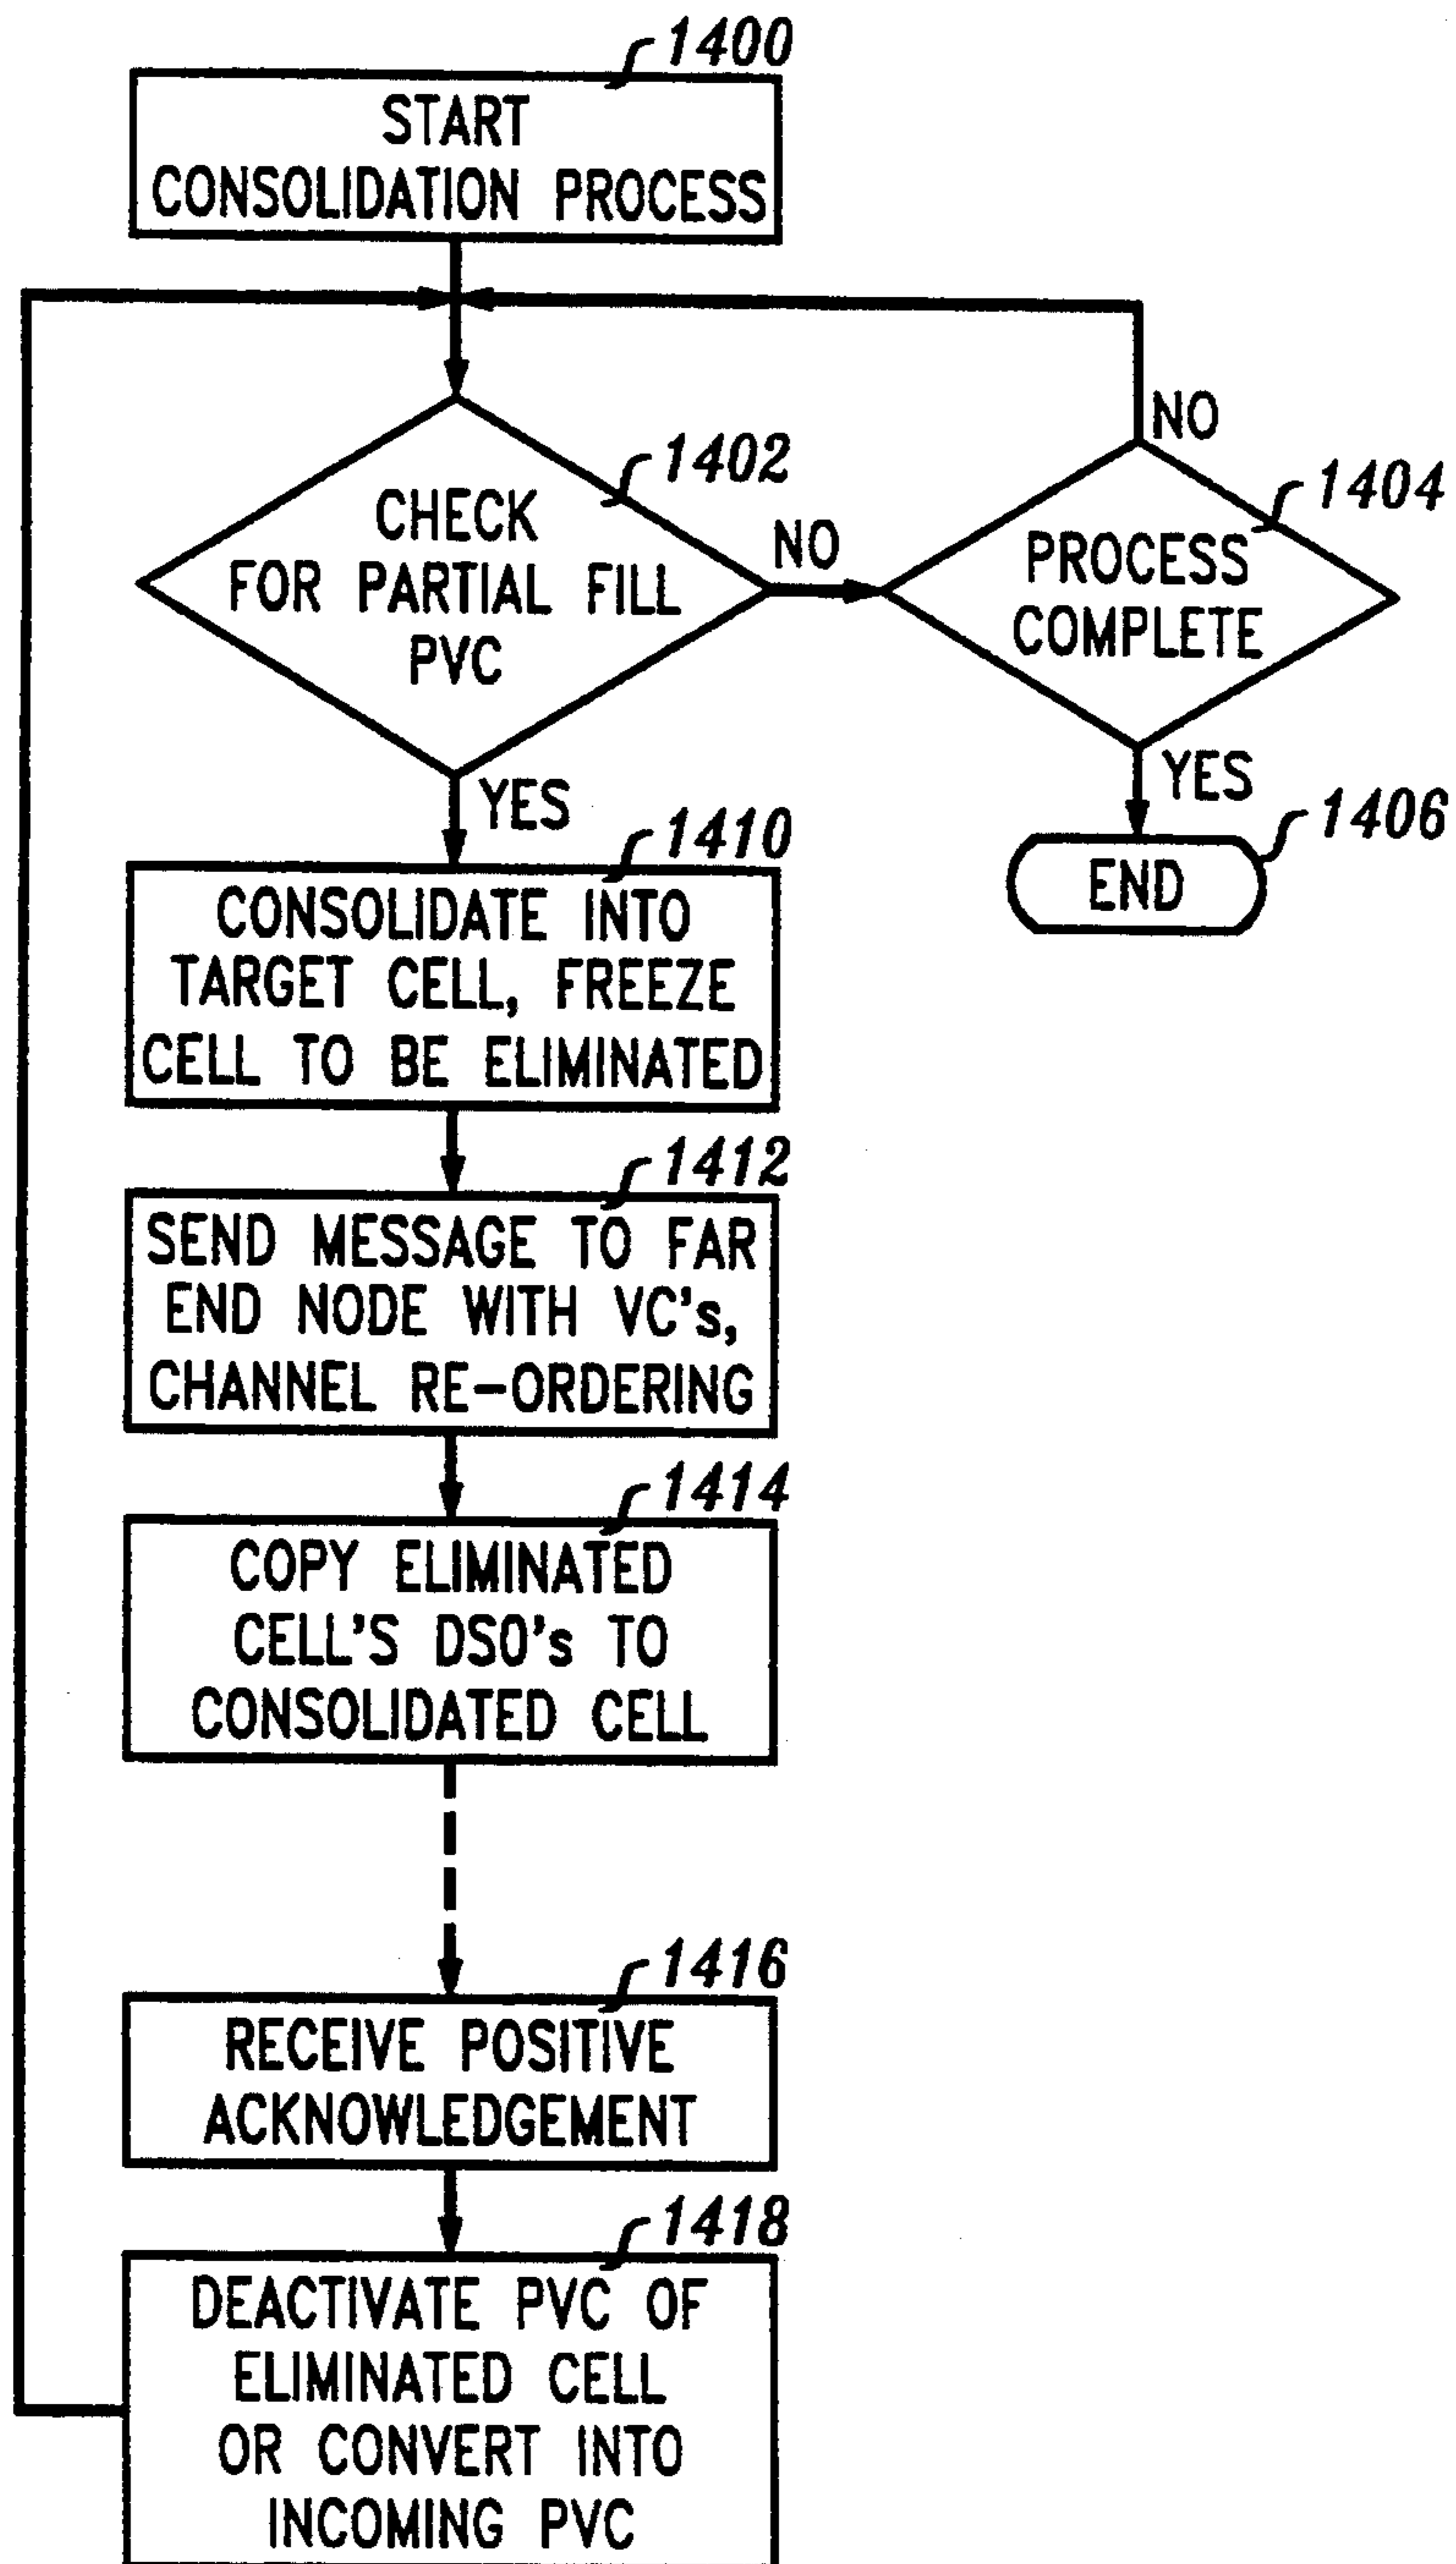 1400
START
CONSOLIDATION PROCESS
1402
CHECK
FOR PARTIAL FILL
PVC
NO
NO
1404
PROCESS
COMPLETE
YES
1406
END
YES
1410
CONSOLIDATE INTO
TARGET CELL, FREEZE
CELL TO BE ELIMINATED
1412
SEND MESSAGE TO FAR
END NODE WITH VC's,
CHANNEL RE-ORDERING
1414
COPY ELIMINATED
CELL'S DSO's TO
CONSOLIDATED CELL
1416
RECEIVE POSITIVE
ACKNOWLEDGEMENT
1418
DEACTIVATE PVC OF
ELIMINATED CELL
OR CONVERT INTO
INCOMING PVC